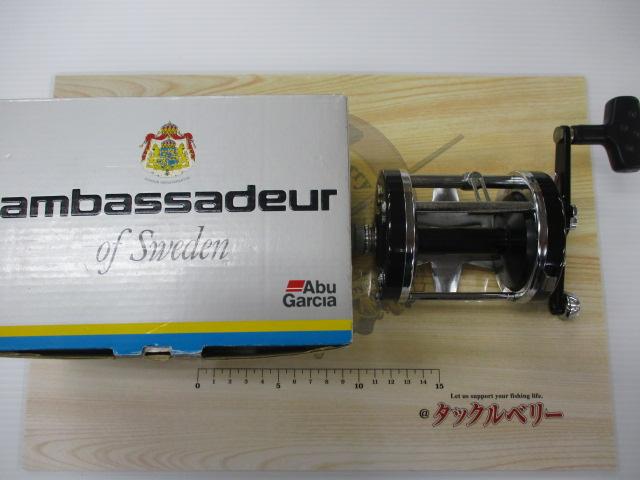 ambassadeur
of Sweden
Abu
Garcia
0 1 2 3 4 5 6 7 8 9 10 11 12 13 14 15
Let us support your fishing life.
@タックルベリー